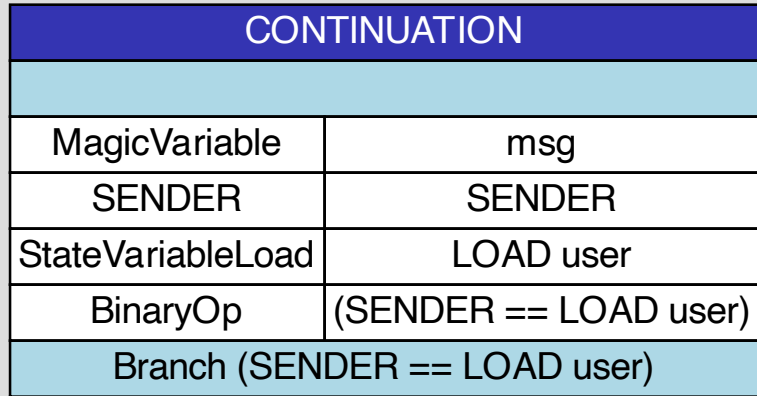 CONTINUATION
MagicVariable msg
SENDER SENDER
StateVariableLoad LOAD user
BinaryOp (SENDER == LOAD user)
Branch (SENDER == LOAD user)